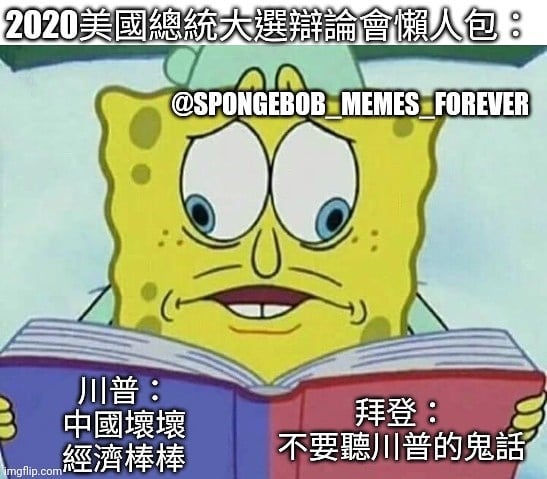 2020美國總統大選辯論會懶人包：
@SPONGEBOB_MEMES_FOREVER
川普：
中國壞壞
經濟棒棒
拜登：
不要聽川普的鬼話
imgflip.com